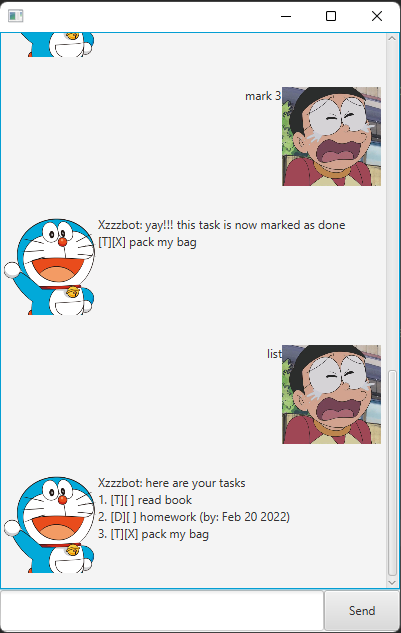 mark 3
Xzzzbot: yay!!! this task is now marked as done
[T][X] pack my bag
list
Xzzzbot: here are your tasks
1. [T][ ] read book
2. [D][ ] homework (by: Feb 20 2022)
3. [T][X] pack my bag
Send